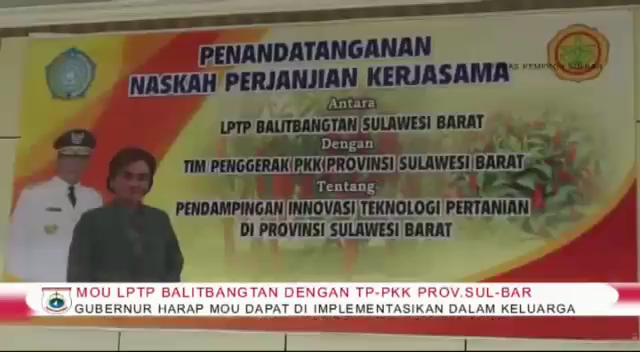 PENANDATANGANAN
NASKAH PERJANJIAN KERJASAMA
Antara
LPTP BALITBANGTAN SULAWESI BARAT
Dengan
TIM PENGGERAK PKK PROVINSI SULAWESI BARAT
Tentang
PENDAMPINGAN INNOVASI TEKNOLOGI PERTANIAN
DI PROVINSI SULAWESI BARAT
MOU LPTP BALITBANGTAN DENGAN TP-PKK PROV.SUL-BAR
GUBERNUR HARAP MOU DAPAT DI IMPLEMENTASIKAN DALAM KELUARGA